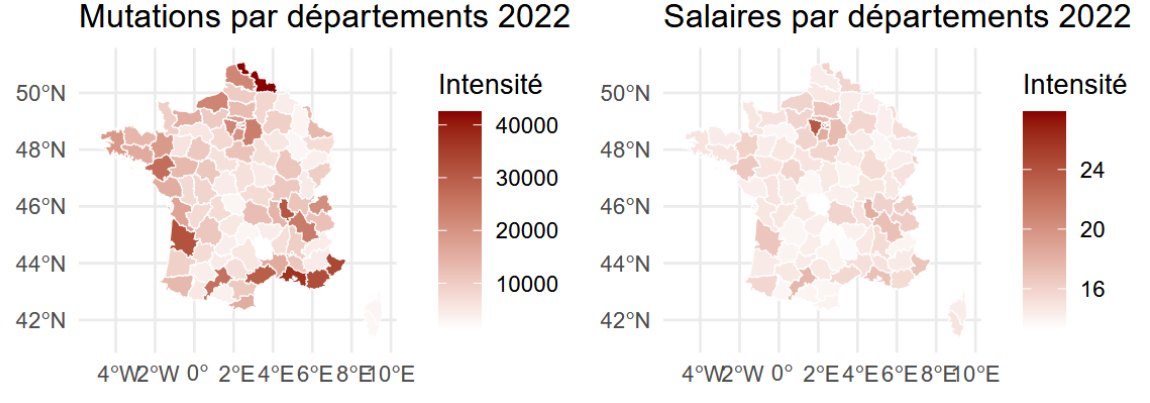 Mutations par départements 2022
50°N
48°N
46°N
44°N
42°N
4°W2°W 0° 2°E4°E6°E8°E10°E
Intensité
40000
30000
20000
10000
Salaires par départements 2022
50°N
48°N
46°N
44°N
42°N
4°W2°W 0° 2°E4°E6°E8°E10°E
Intensité
24
20
16